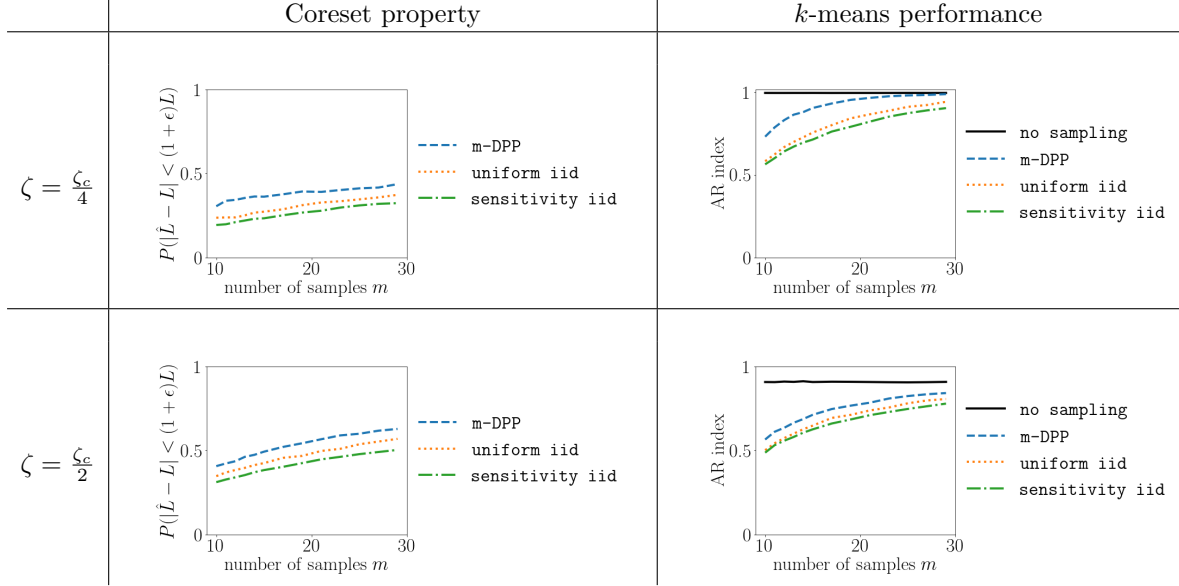 Coreset property
k-means performance
ζ = ζc/4
P(|L̂ − L| < (1 + ϵ)L)
1
0.5
0
10
20
30
number of samples m
m-DPP
uniform iid
sensitivity iid
AR index
1
0.5
0
10
20
30
number of samples m
no sampling
m-DPP
uniform iid
sensitivity iid
ζ = ζc/2
P(|L̂ − L| < (1 + ϵ)L)
1
0.5
0
10
20
30
number of samples m
m-DPP
uniform iid
sensitivity iid
AR index
1
0.5
0
10
20
30
number of samples m
no sampling
m-DPP
uniform iid
sensitivity iid